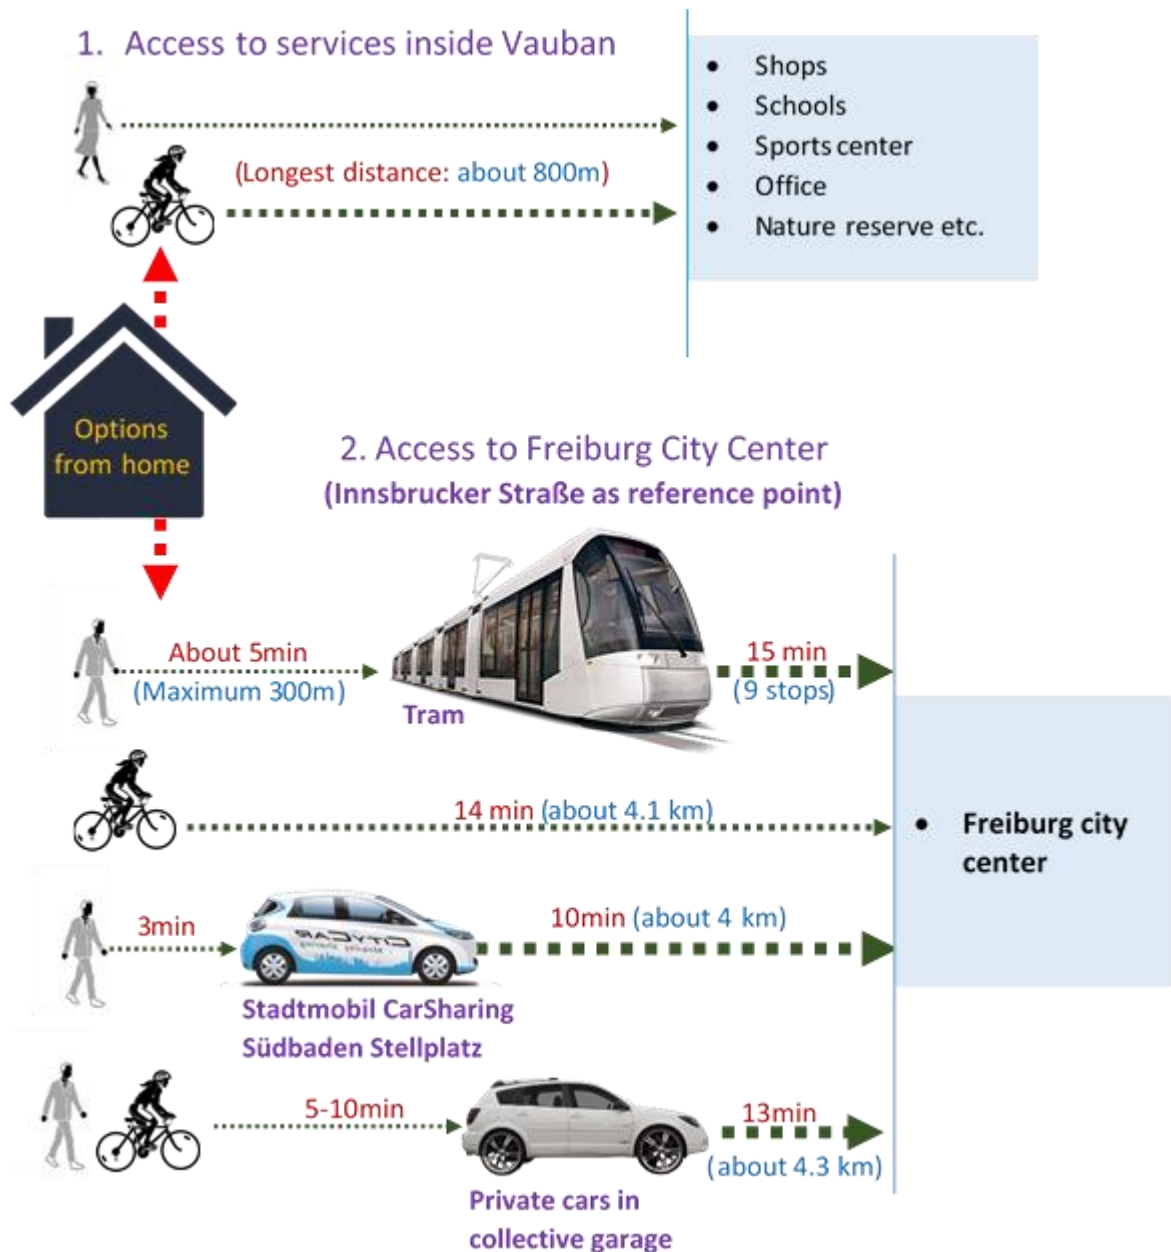 1. Access to services inside Vauban
(Longest distance: about 800m)
• Shops
• Schools
• Sports center
• Office
• Nature reserve etc.
Options
from home
2. Access to Freiburg City Center
(Innsbrucker Straße as reference point)
About 5min
(Maximum 300m)
Tram
15 min
(9 stops)
14 min (about 4.1 km)
• Freiburg city
center
3min
CITYCAR
10min (about 4 km)
Stadtmobil CarSharing
Südbaden Stellplatz
5-10min
13min
(about 4.3 km)
Private cars in
collective garage